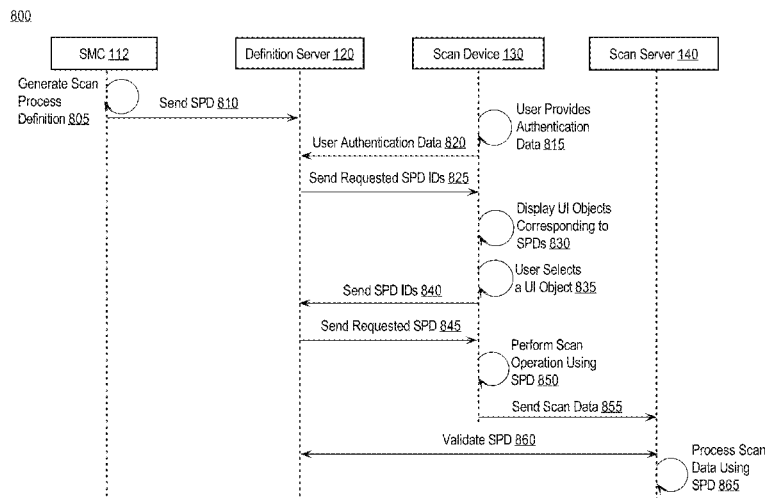 800
SMC 112
Definition Server 120
Scan Device 130
Scan Server 140
Generate Scan
Process
Definition 805
Send SPD 810
User Provides
Authentication
Data 815
User Authentication Data 820
Send Requested SPD IDs 825
Display UI Objects
Corresponding to
SPDs 830
User Selects
a UI Object 835
Send SPD IDs 840
Send Requested SPD 845
Perform Scan
Operation Using
SPD 850
Send Scan Data 855
Validate SPD 860
Process Scan
Data Using
SPD 865